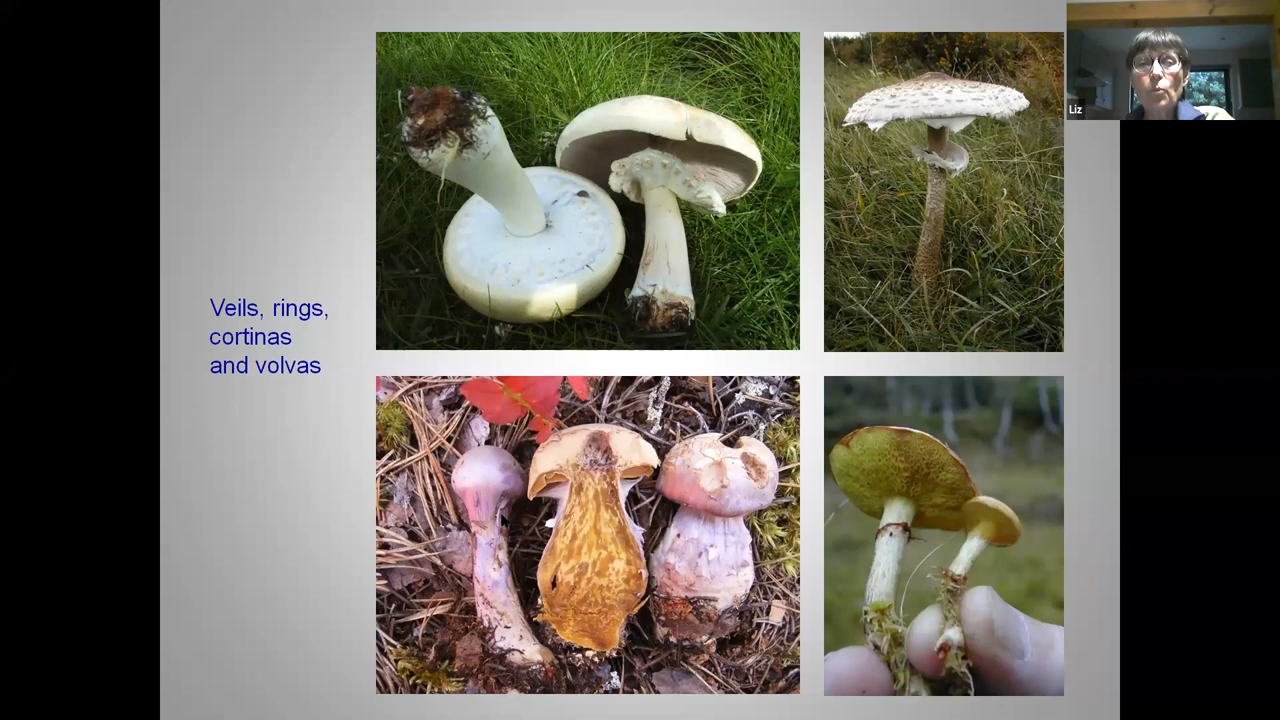 Liz
Veils, rings,
cortinas
and volvas